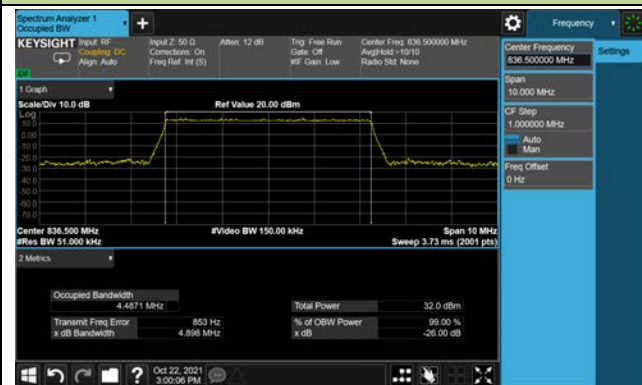 Spectrum Analyzer 1
Occupied BW
Frequency
KEYSIGHT
Input: RF
Coupling: DC
Align: Auto
Input Z: 50 Ω
Corrections: On
Freq Ref: Int (S)
Atten: 12 dB
Trig: Free Run
Gate: Off
#IF Gain: Low
Center Freq: 836.500000 MHz
Avg|Hold:>10/10
Radio Std: None
Center Frequency
836.500000 MHz
Settings
Span
10.000 MHz
CF Step
1.000000 MHz
Auto
Man
Freq Offset
0 Hz
1 Graph
Scale/Div 10.0 dB
Ref Value 20.00 dBm
Log
10.0
0.00
-10.0
-20.0
-30.0
-40.0
-50.0
-60.0
-70.0
Center 836.500 MHz
#Video BW 150.00 kHz
Span 10 MHz
#Res BW 51.000 kHz
Sweep 3.73 ms (2001 pts)
2 Metrics
Occupied Bandwidth
4.4871 MHz
Total Power
32.0 dBm
Transmit Freq Error
853 Hz
% of OBW Power
99.00 %
x dB Bandwidth
4.898 MHz
x dB
-26.00 dB
Oct 22, 2021
3:00:06 PM